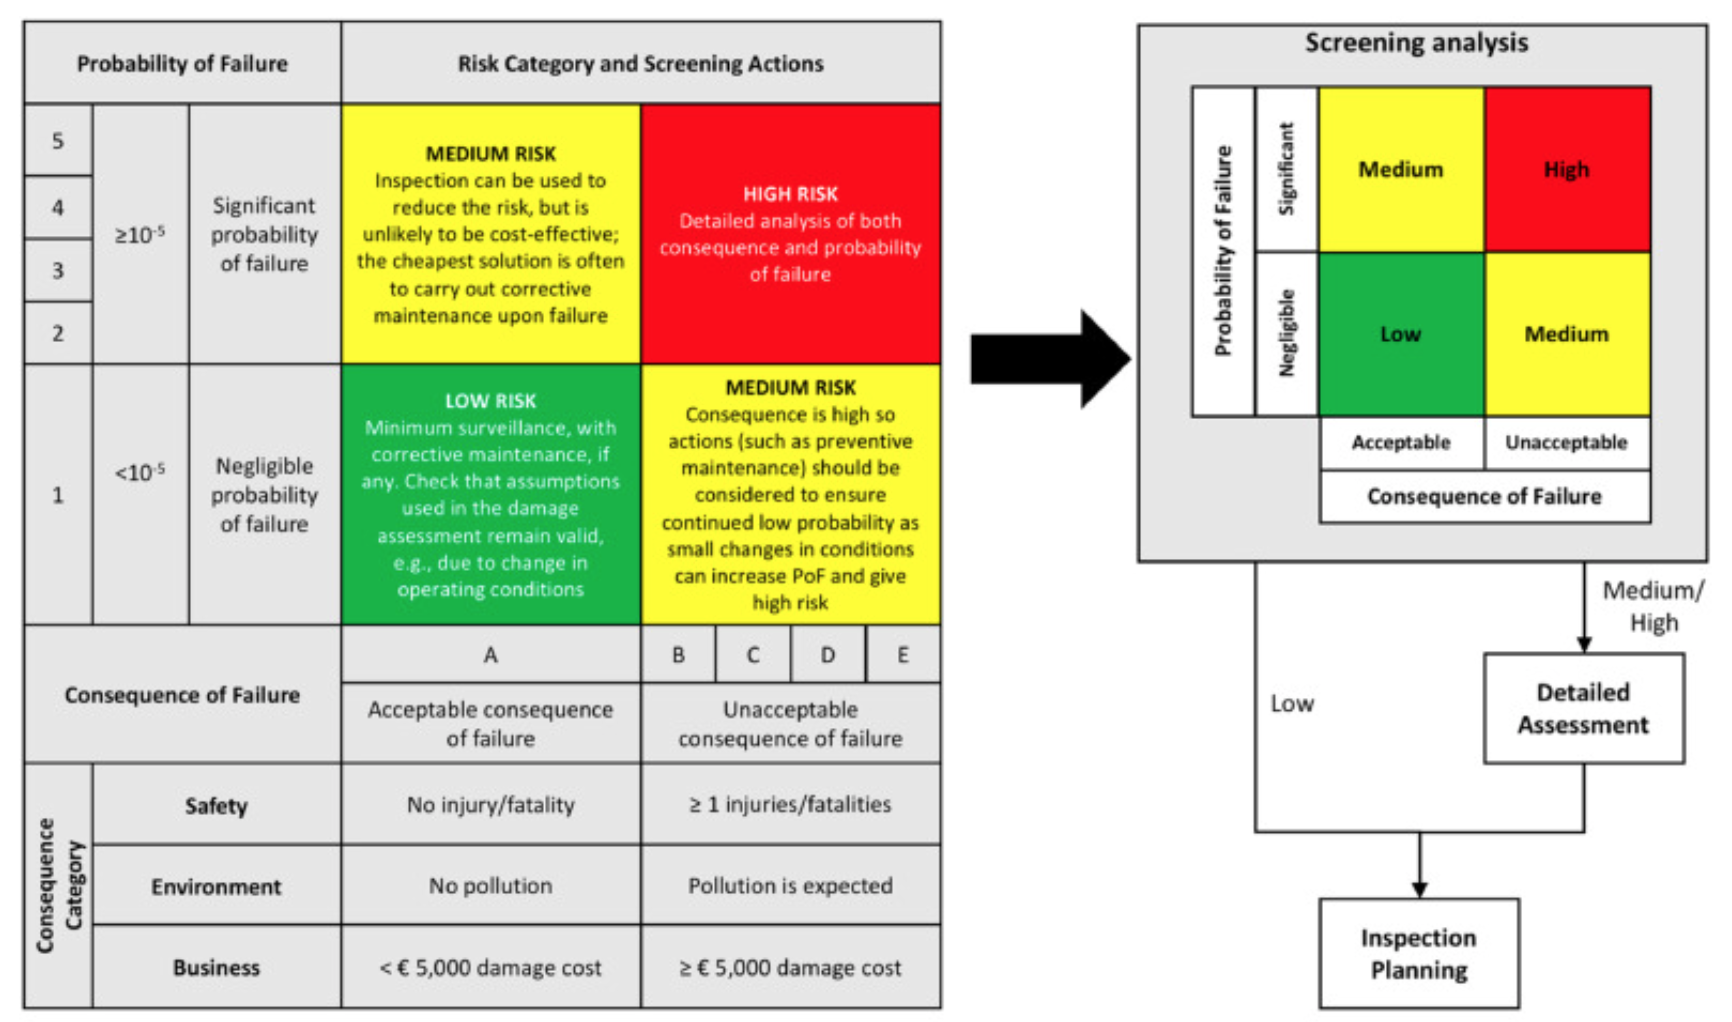 Probability of Failure
Risk Category and Screening Actions
5
4
3
2
≥10-5
Significant
probability
of failure
MEDIUM RISK
Inspection can be used to
reduce the risk, but is
unlikely to be cost-effective;
the cheapest solution is often
to carry out corrective
maintenance upon failure
HIGH RISK
Detailed analysis of both
consequence and probability
of failure
1
<10-5
Negligible
probability
of failure
LOW RISK
Minimum surveillance, with
corrective maintenance, if
any. Check that assumptions
used in the damage
assessment remain valid,
e.g., due to change in
operating conditions
MEDIUM RISK
Consequence is high so
actions (such as preventive
maintenance) should be
considered to ensure
continued low probability as
small changes in conditions
can increase PoF and give
high risk
Consequence of Failure
A
B
C
D
E
Acceptable consequence
of failure
Unacceptable
consequence of failure
Consequence
Category
Safety
No injury/fatality
≥ 1 injuries/fatalities
Environment
No pollution
Pollution is expected
Business
< € 5,000 damage cost
≥ € 5,000 damage cost
Screening analysis
Probability of Failure
Significant
Medium
High
Negligible
Low
Medium
Acceptable
Unacceptable
Consequence of Failure
Medium/
High
Low
Detailed
Assessment
Inspection
Planning